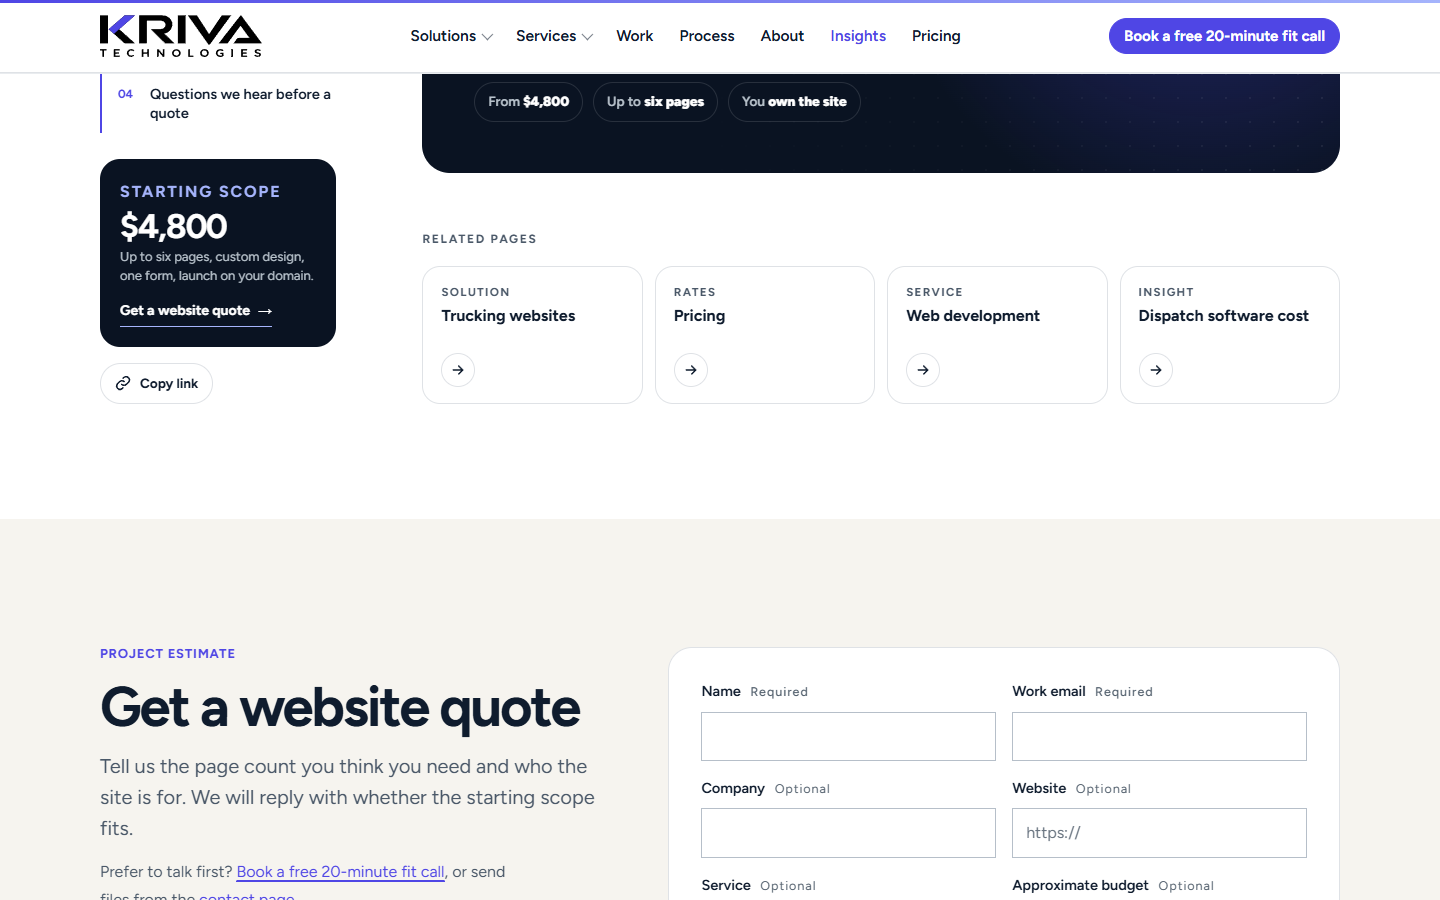 KRIVA
TECHNOLOGIES
Solutions
Services
Work
Process
About
Insights
Pricing
Book a free 20-minute fit call
04
Questions we hear before a
quote
STARTING SCOPE
$4,800
Up to six pages, custom design,
one form, launch on your domain.
Get a website quote →
Copy link
From $4,800
Up to six pages
You own the site
RELATED PAGES
SOLUTION
Trucking websites
RATES
Pricing
SERVICE
Web development
INSIGHT
Dispatch software cost
PROJECT ESTIMATE
Get a website quote
Tell us the page count you think you need and who the
site is for. We will reply with whether the starting scope
fits.
Prefer to talk first? Book a free 20-minute fit call, or send
files from the contact page.
Name Required
Work email Required
Company Optional
Website Optional
https://
Service Optional
Approximate budget Optional